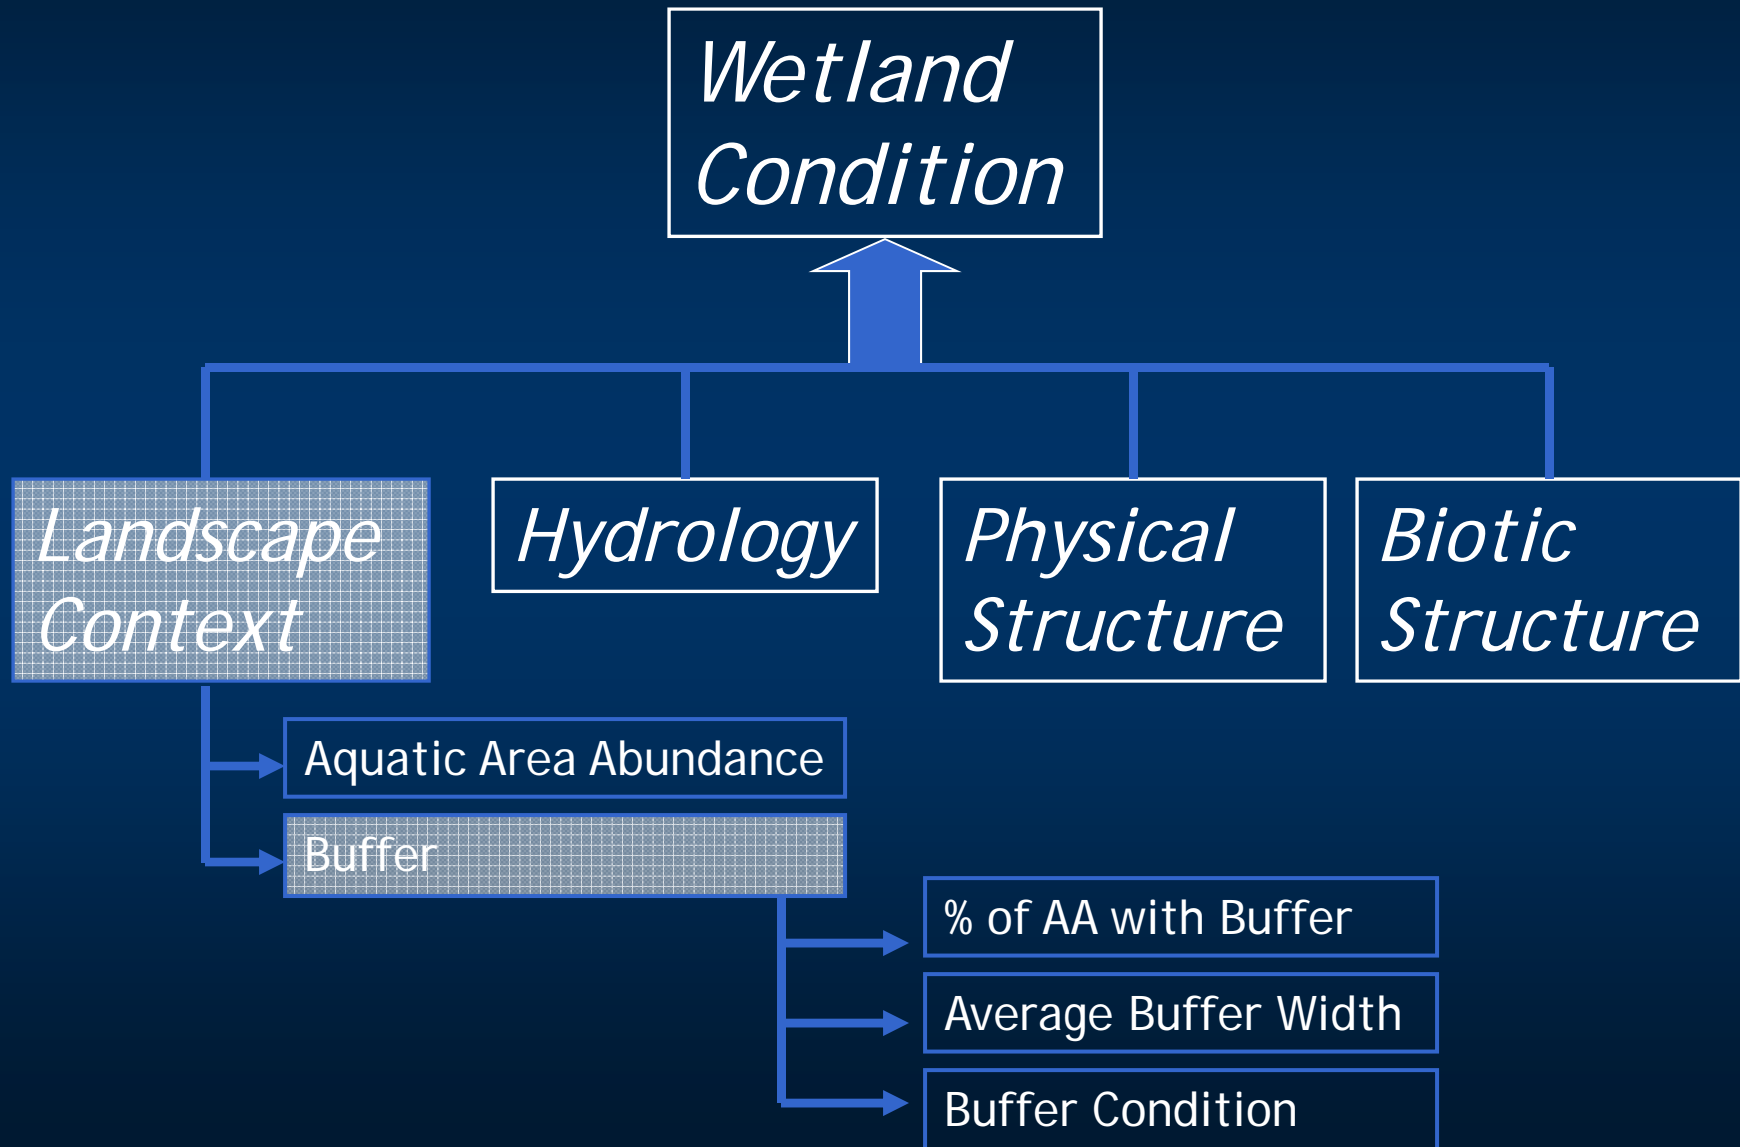 Wetland
Condition
Landscape
Context
Hydrology
Physical
Structure
Biotic
Structure
Aquatic Area Abundance
Buffer
% of AA with Buffer
Average Buffer Width
Buffer Condition